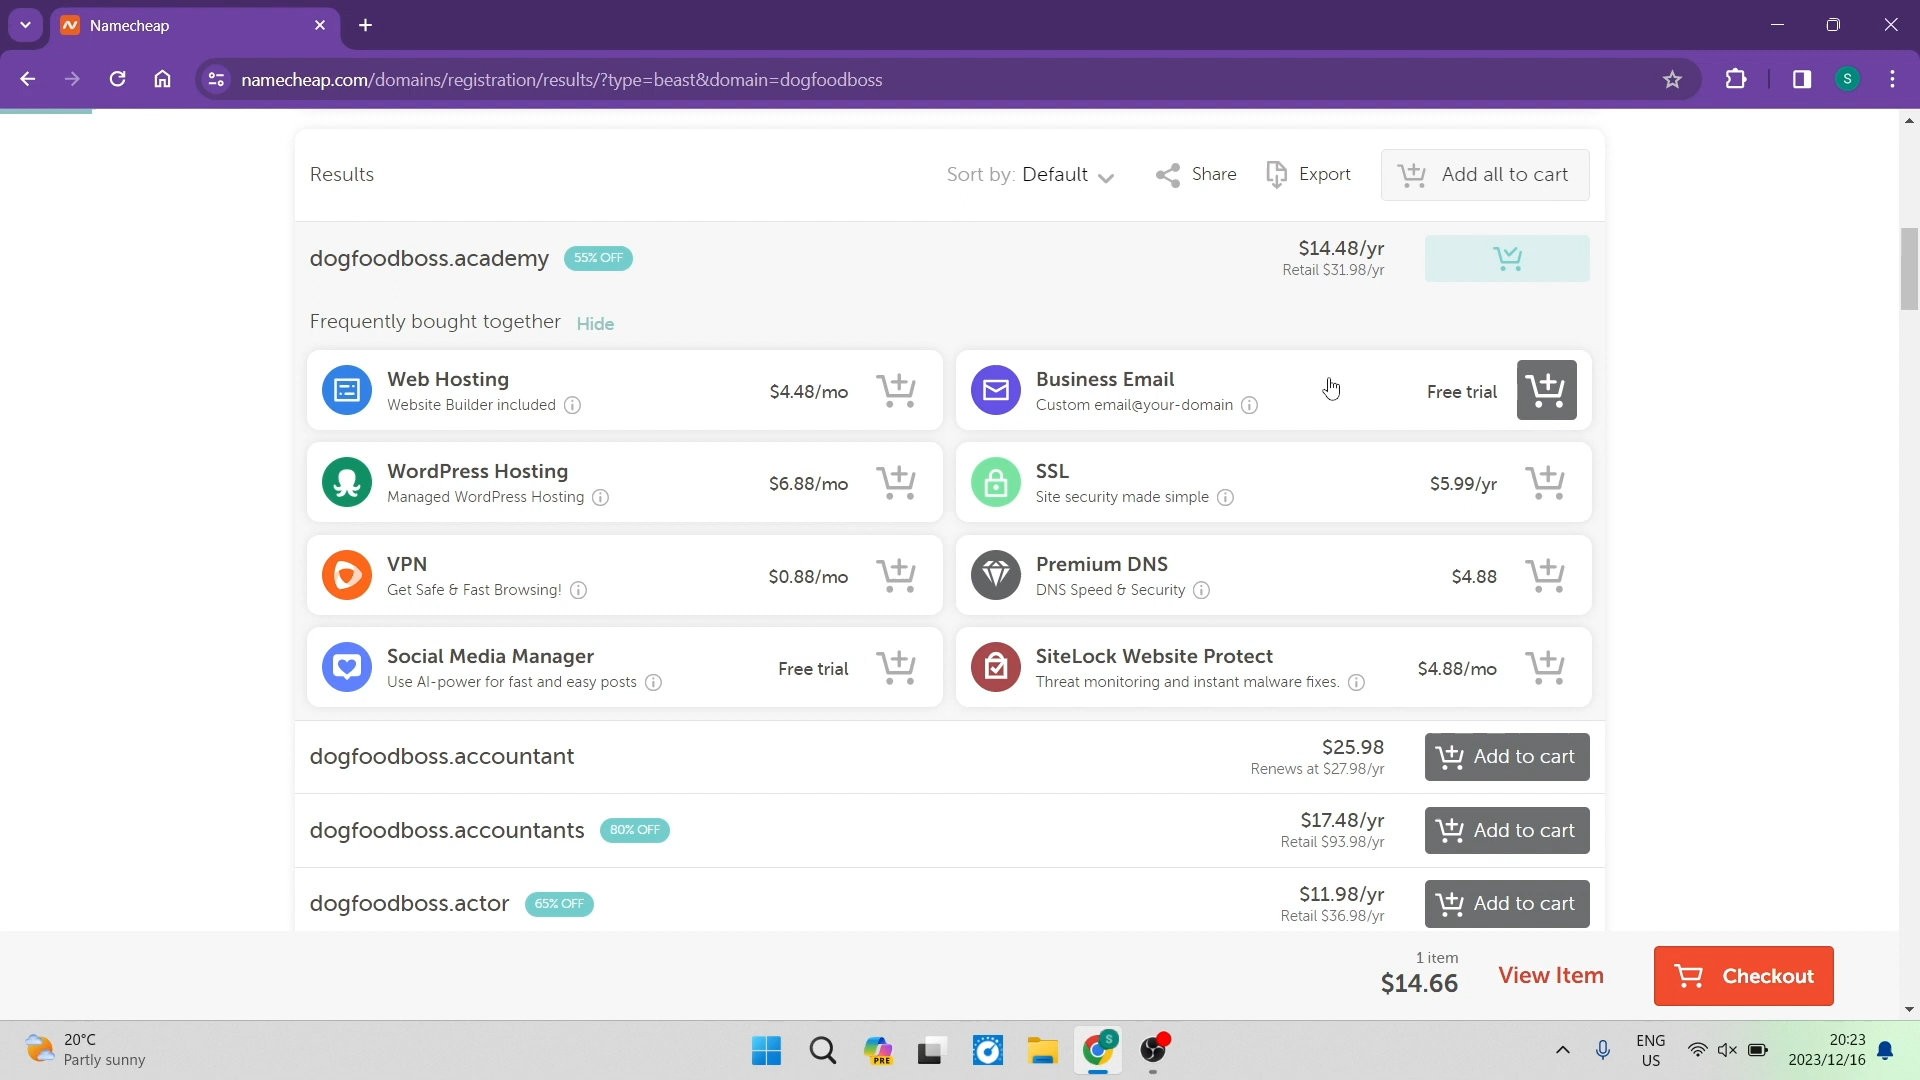 Namecheap
namecheap.com/domains/registration/results/?type=beast&domain=dogfoodboss
S
Results
Sort by: Default
Share
Export
Add all to cart
dogfoodboss.academy
55% OFF
$14.48/yr
Retail $31.98/yr
Frequently bought together Hide
Web Hosting
Website Builder included
$4.48/mo
Business Email
Custom email@your-domain
Free trial
WordPress Hosting
Managed WordPress Hosting
$6.88/mo
SSL
Site security made simple
$5.99/yr
VPN
Get Safe & Fast Browsing!
$0.88/mo
Premium DNS
DNS Speed & Security
$4.88
Social Media Manager
Use AI-power for fast and easy posts
Free trial
SiteLock Website Protect
Threat monitoring and instant malware fixes.
$4.88/mo
dogfoodboss.accountant
$25.98
Renews at $27.98/yr
Add to cart
dogfoodboss.accountants
80% OFF
$17.48/yr
Retail $93.98/yr
Add to cart
dogfoodboss.actor
65% OFF
$11.98/yr
Retail $36.98/yr
Add to cart
1 item
$14.66
View Item
Checkout
20°C
Partly sunny
PRE
S
ENG
US
20:23
2023/12/16